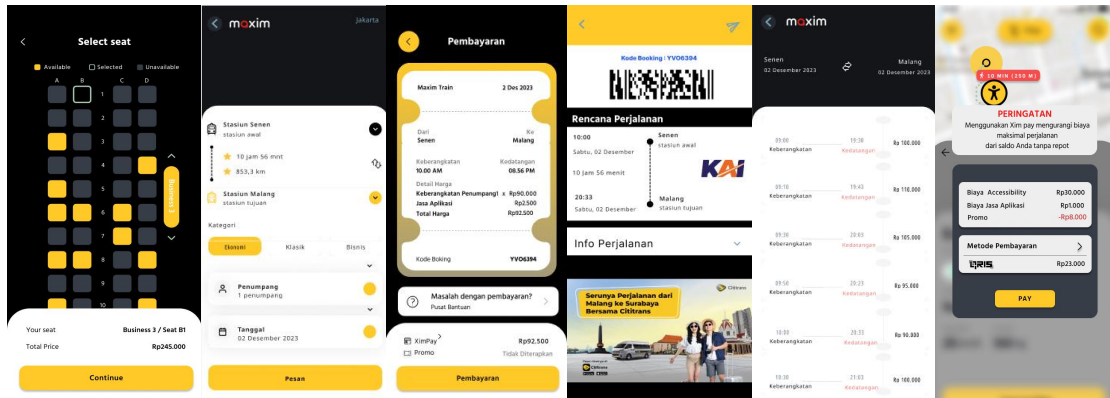 Select seat
Available Selected Unavailable
A B C D
1
2
3
4
5
6
7
8
9
10
Business 3
Your seat Business 3 / Seat B1
Total Price Rp245.000
Continue
maxim Jakarta
Stasiun Senen
stasiun awal
10 jam 56 mnt
853,3 km
Stasiun Malang
stasiun tujuan
Kategori
Ekonomi Klasik Bisnis
Penumpang
1 penumpang
Tanggal
02 Desember 2023
Pesan
Pembayaran
Maxim Train 2 Des 2023
Dari Ke
Senen Malang
Keberangkatan Kedatangan
10.00 AM 08.56 PM
Detail Harga
Keberangkatan Penumpang1 x Rp90.000
Jasa Aplikasi Rp2.500
Total Harga Rp92.500
Kode Boking YVO6394
Masalah dengan pembayaran?
Pusat Bantuan
XimPay Rp92.500
Promo Tidak Diterapkan
Pembayaran
Kode Booking : YVO6394
Rencana Perjalanan
10:00 Senen
Sabtu, 02 Desember stasiun awal
10 Jam 56 menit
KAI
20:33 Malang
Sabtu, 02 Desember stasiun tujuan
Info Perjalanan
Cititrans
Serunya Perjalanan dari
Malang ke Surabaya
Bersama Cititrans
Cititrans
maxim
Senen Malang
02 Desember 2023 02 Desember 2023
09:00 19:30 Rp 100.000
Keberangkatan Kedatangan
09:10 19:43 Rp 110.000
Keberangkatan Kedatangan
09:30 20:03 Rp 105.000
Keberangkatan Kedatangan
09:50 20:23 Rp 95.000
Keberangkatan Kedatangan
10:00 20:33 Rp 90.000
Keberangkatan Kedatangan
10:30 21:03 Rp 100.000
Keberangkatan Kedatangan
10 MIN (200 M)
PERINGATAN
Menggunakan Xim pay mengurangi biaya
maksimal perjalanan
dari saldo Anda tanpa repot
Biaya Accessibility Rp30.000
Biaya Jasa Aplikasi Rp1.000
Promo -Rp8.000
Metode Pembayaran
QRIS Rp23.000
PAY